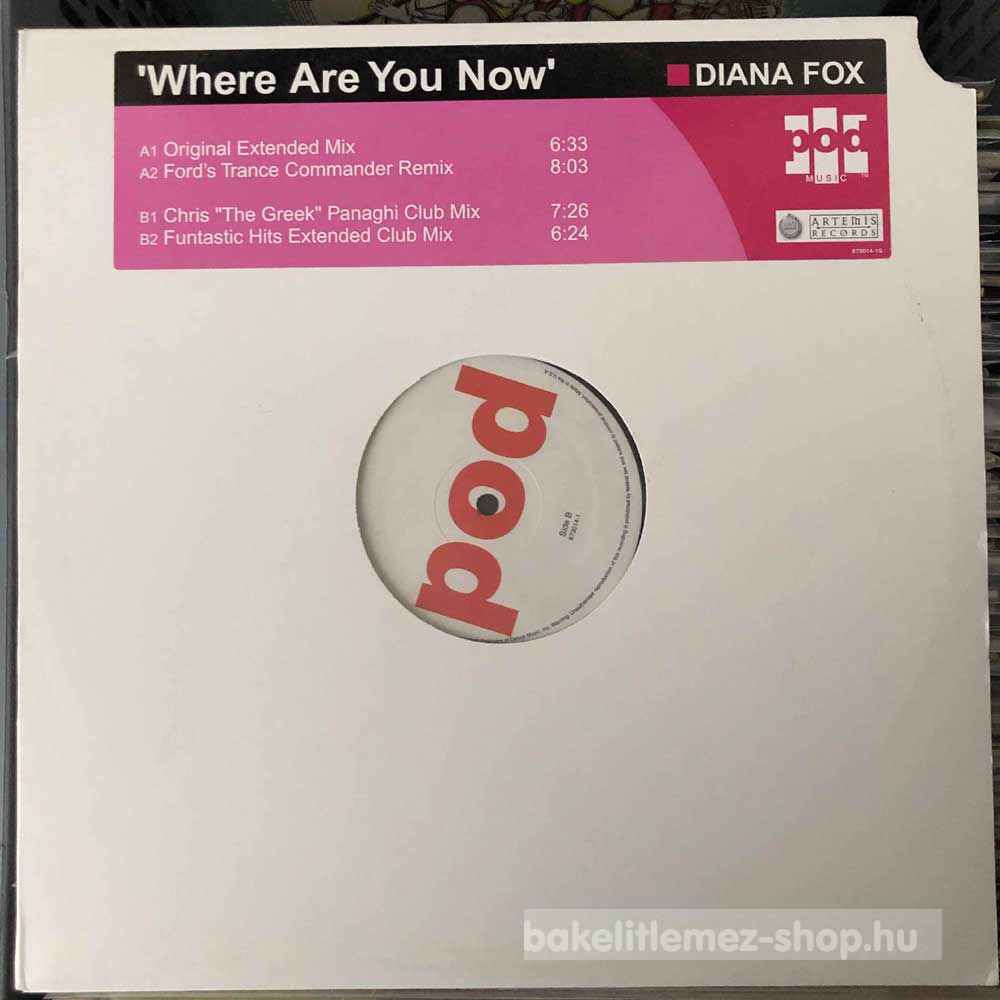 'Where Are You Now'
DIANA FOX
A1 Original Extended Mix 6:33
A2 Ford's Trance Commander Remix 8:03
B1 Chris "The Greek" Panaghi Club Mix 7:26
B2 Funtastic Hits Extended Club Mix 6:24
pod
MUSIC ™
ARTEMIS
RECORDS
pod
Side B
bakelitlemez-shop.hu